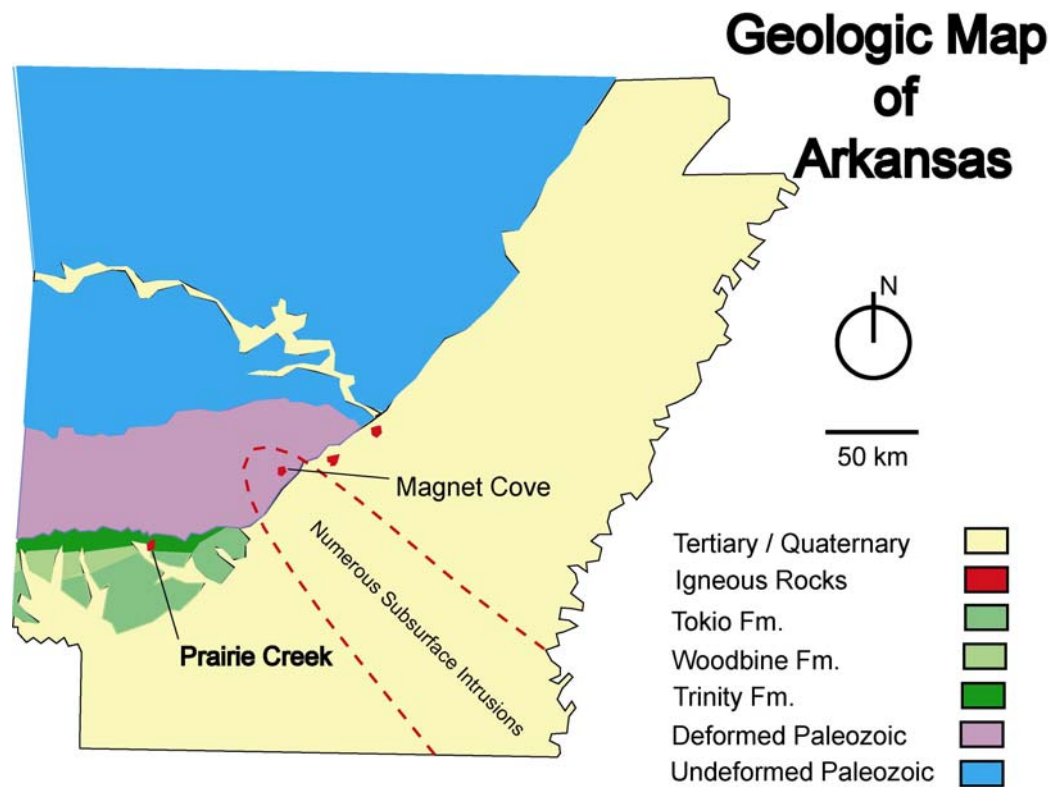 Geologic Map
of
Arkansas
N
50 km
Magnet Cove
Numerous Subsurface Intrusions
Prairie Creek
Tertiary / Quaternary
Igneous Rocks
Tokio Fm.
Woodbine Fm.
Trinity Fm.
Deformed Paleozoic
Undeformed Paleozoic